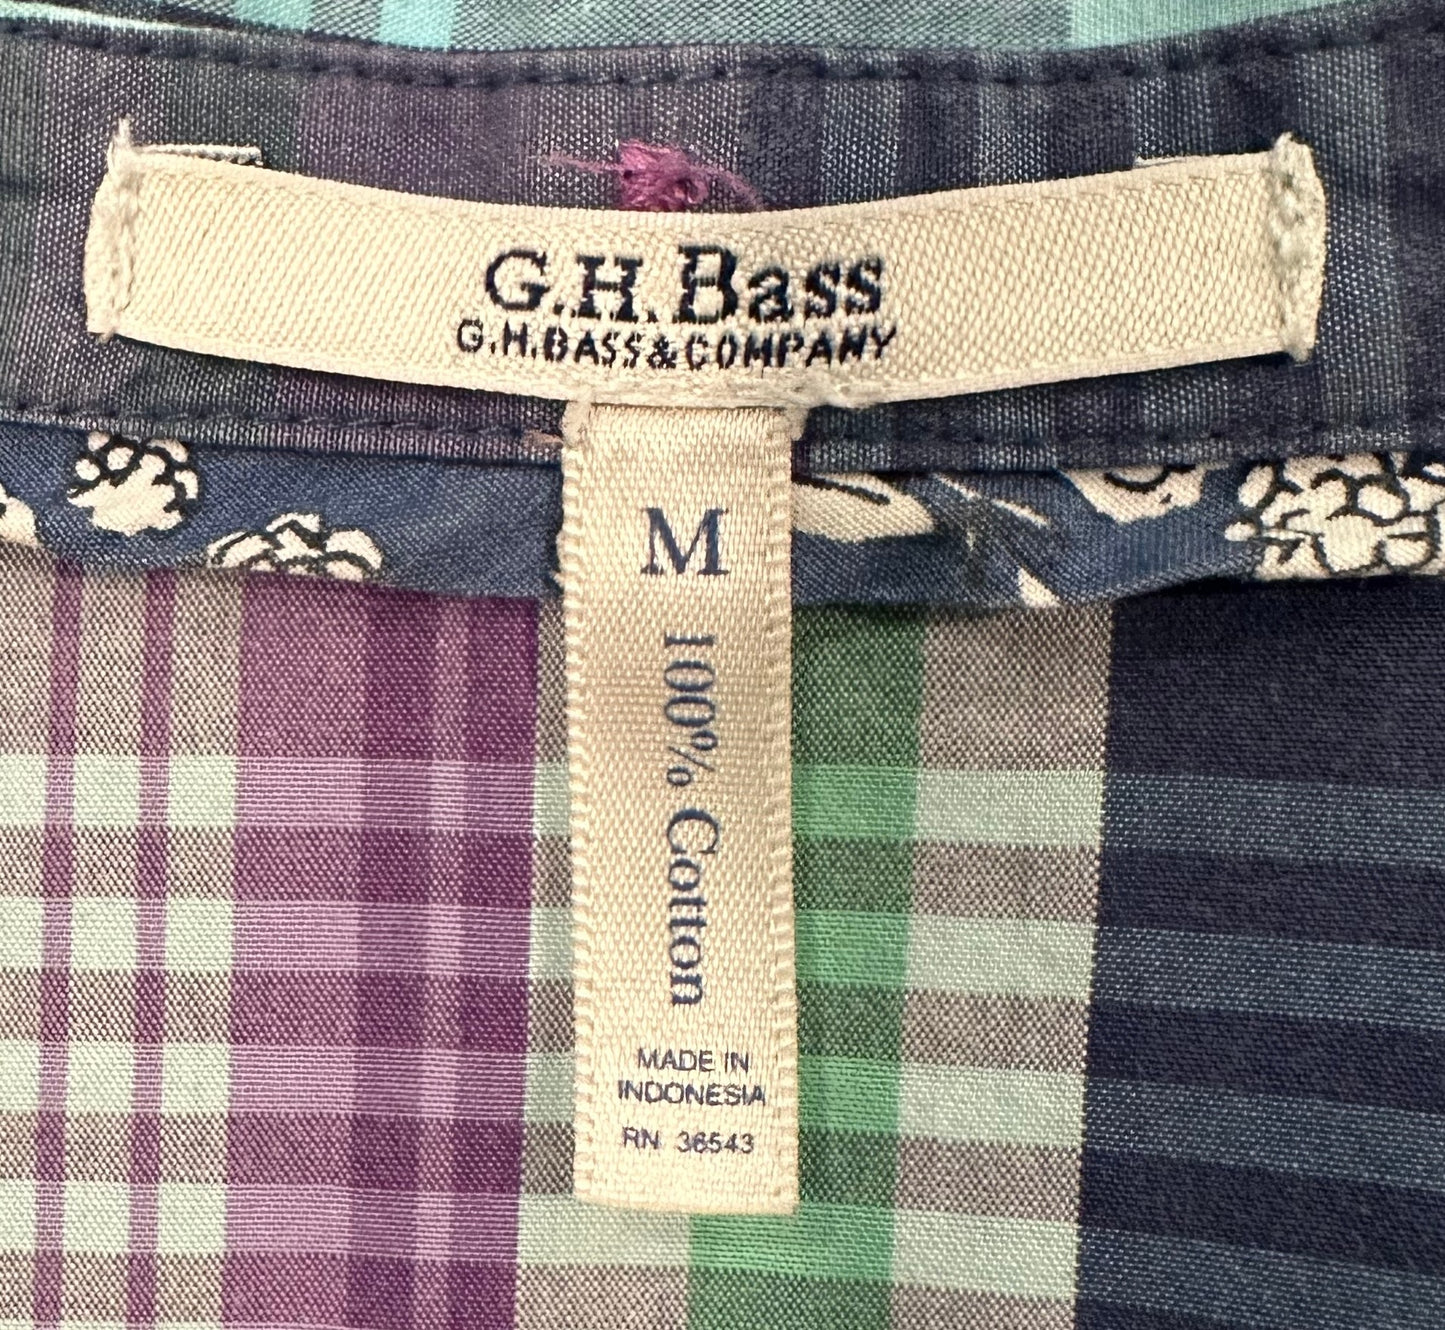 G.H.Bass
G.H.BASS&COMPANY
M
100% Cotton
MADE IN
INDONESIA
RN 36543